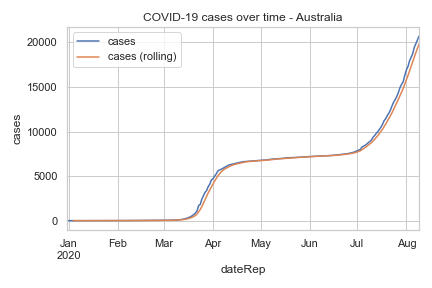 COVID-19 cases over time - Australia
cases
cases (rolling)
20000
15000
10000
5000
0
cases
Jan Feb Mar Apr May Jun Jul Aug
2020
dateRep